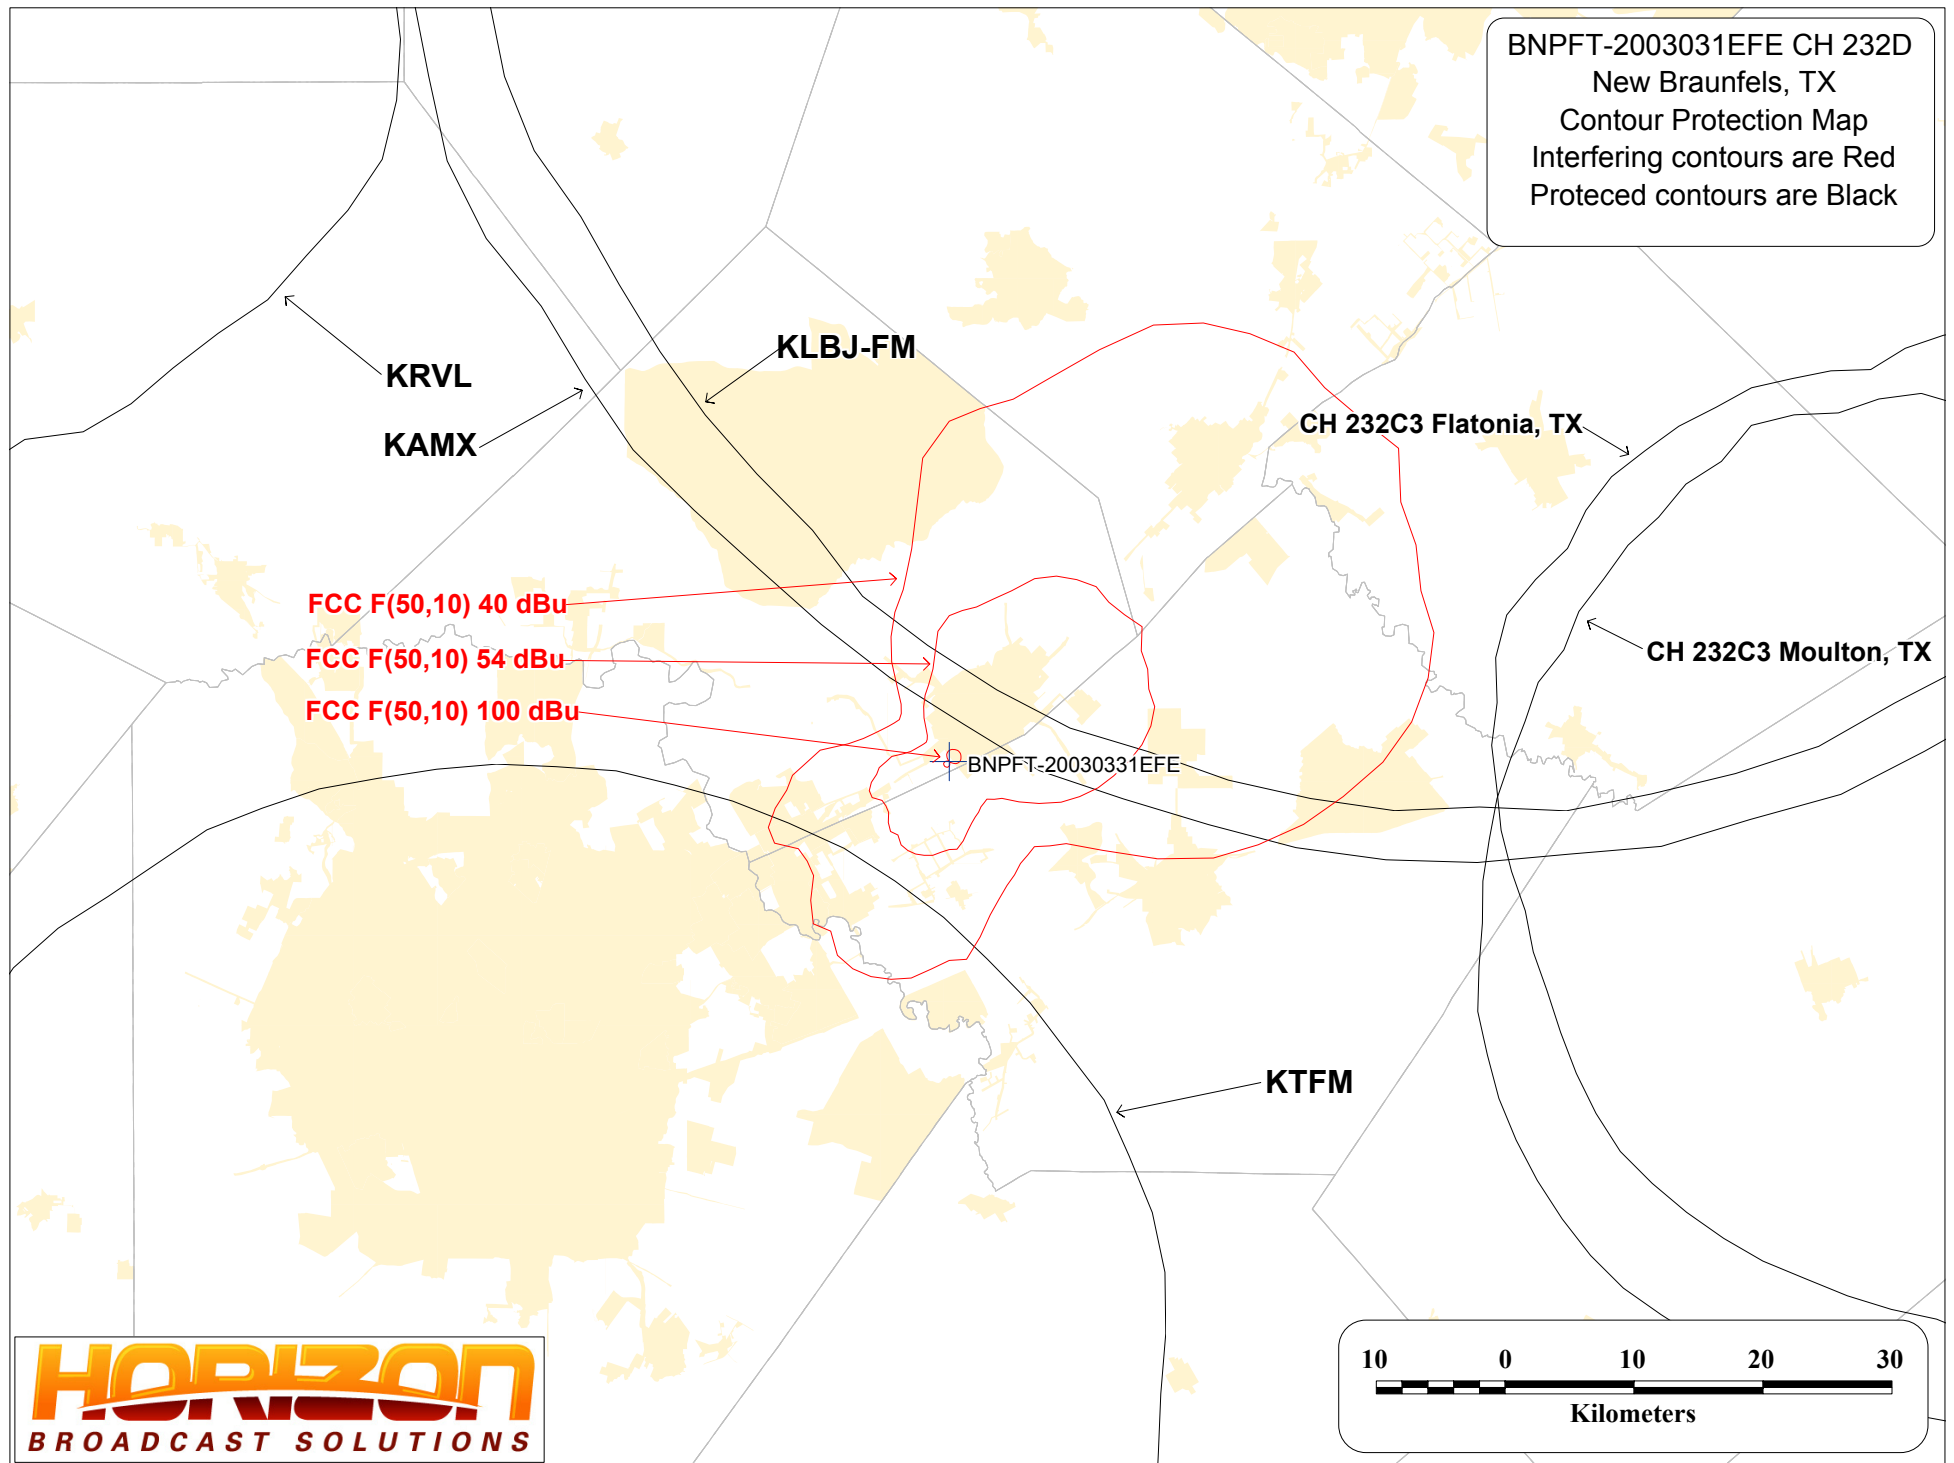 BNPFT-2003031EFE CH 232D
New Braunfels, TX
Contour Protection Map
Interfering contours are Red
Proteced contours are Black
KLBJ-FM
KRVL
KAMX
CH 232C3 Flatonia, TX
FCC F(50,10) 40 dBu
FCC F(50,10) 54 dBu
CH 232C3 Moulton, TX
FCC F(50,10) 100 dBu
BNPFT-20030331EFE
KTFM
10 0 10 20 30
Kilometers
HORIZON
BROADCAST SOLUTIONS